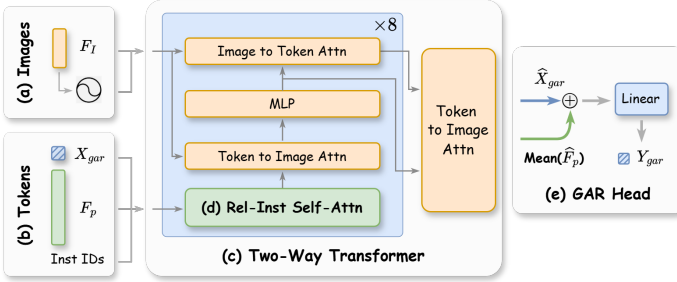 (a) Images
F_I
(b) Tokens
X_gar
F_p
Inst IDs
×8
Image to Token Attn
MLP
Token to Image Attn
(d) Rel-Inst Self-Attn
Token
to Image
Attn
(c) Two-Way Transformer
X̂_gar
Linear
Mean(F̂_p)
Y_gar
(e) GAR Head